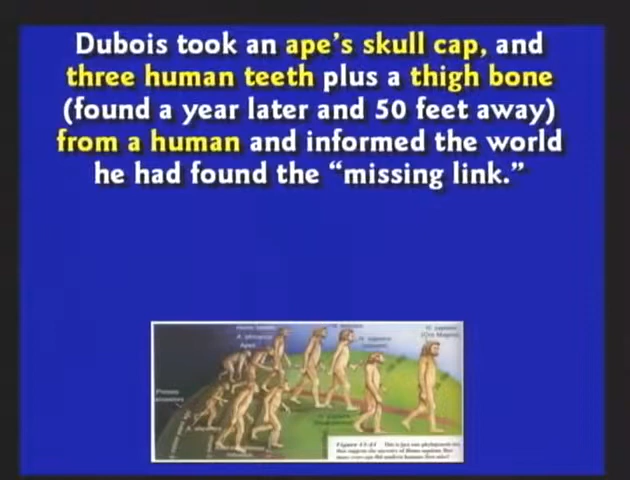 Dubois took an ape's skull cap, and
three human teeth plus a thigh bone
(found a year later and 50 feet away)
from a human and informed the world
he had found the "missing link."